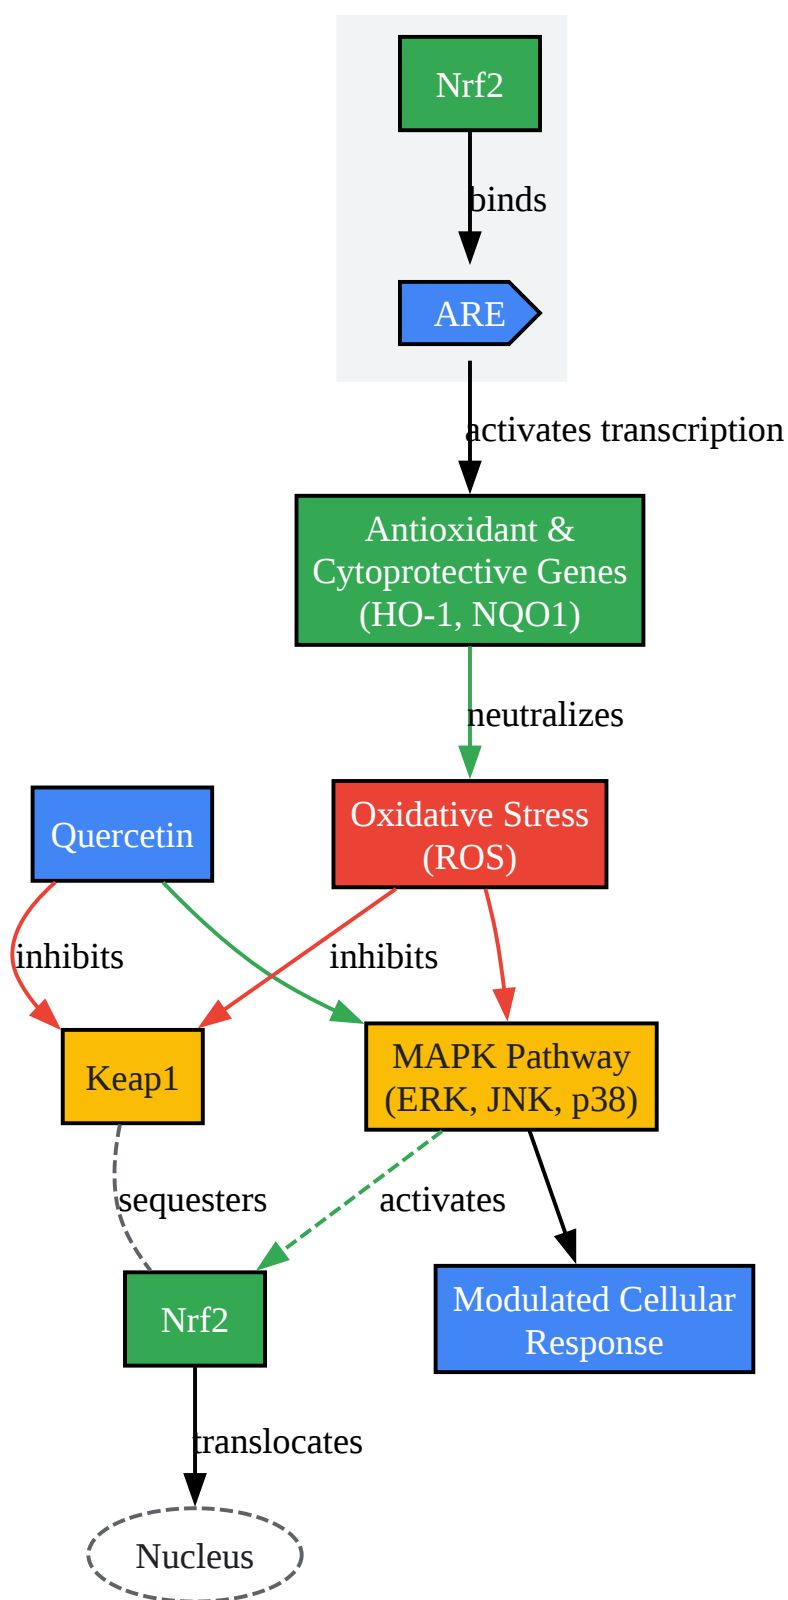 Nrf2
binds
ARE
activates transcription
Antioxidant &
Cytoprotective Genes
(HO-1, NQO1)
neutralizes
Quercetin
Oxidative Stress
(ROS)
inhibits
inhibits
Keap1
MAPK Pathway
(ERK, JNK, p38)
sequesters
activates
Nrf2
Modulated Cellular
Response
translocates
Nucleus